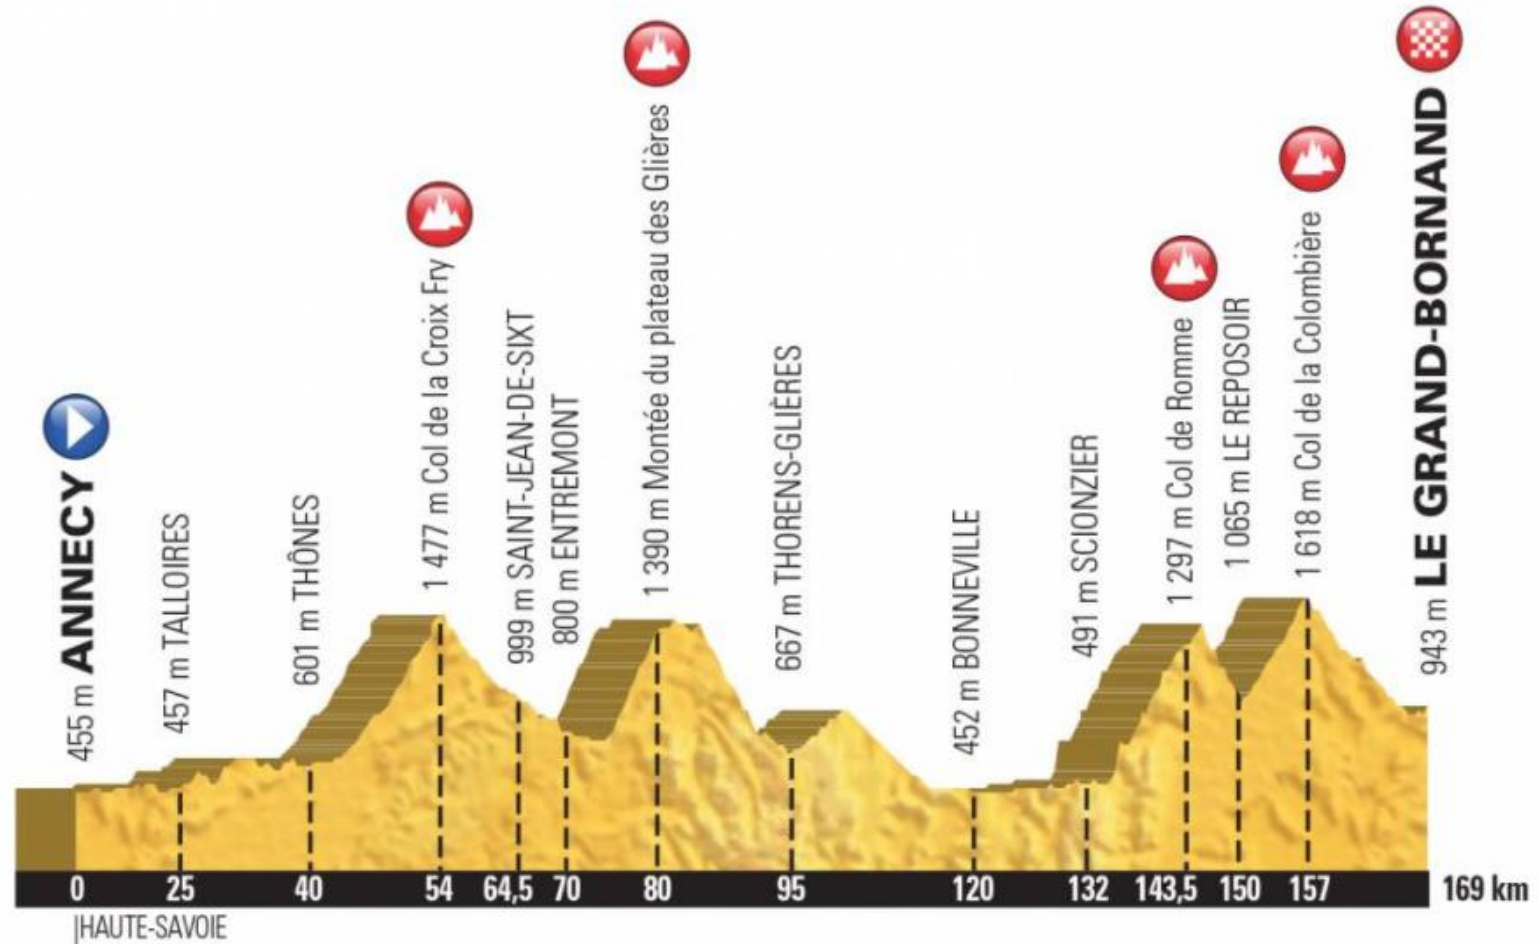 455 m ANNECY
457 m TALLOIRES
601 m THÔNES
1 477 m Col de la Croix Fry
999 m SAINT-JEAN-DE-SIXT
800 m ENTREMONT
1 390 m Montée du plateau des Glières
667 m THORENS-GLIÈRES
452 m BONNEVILLE
491 m SCIONZIER
1 297 m Col de Romme
1 065 m LE REPOSOIR
1 618 m Col de la Colombière
943 m LE GRAND-BORNAND
0 25 40 54 64,5 70 80 95 120 132 143,5 150 157 169 km
|HAUTE-SAVOIE